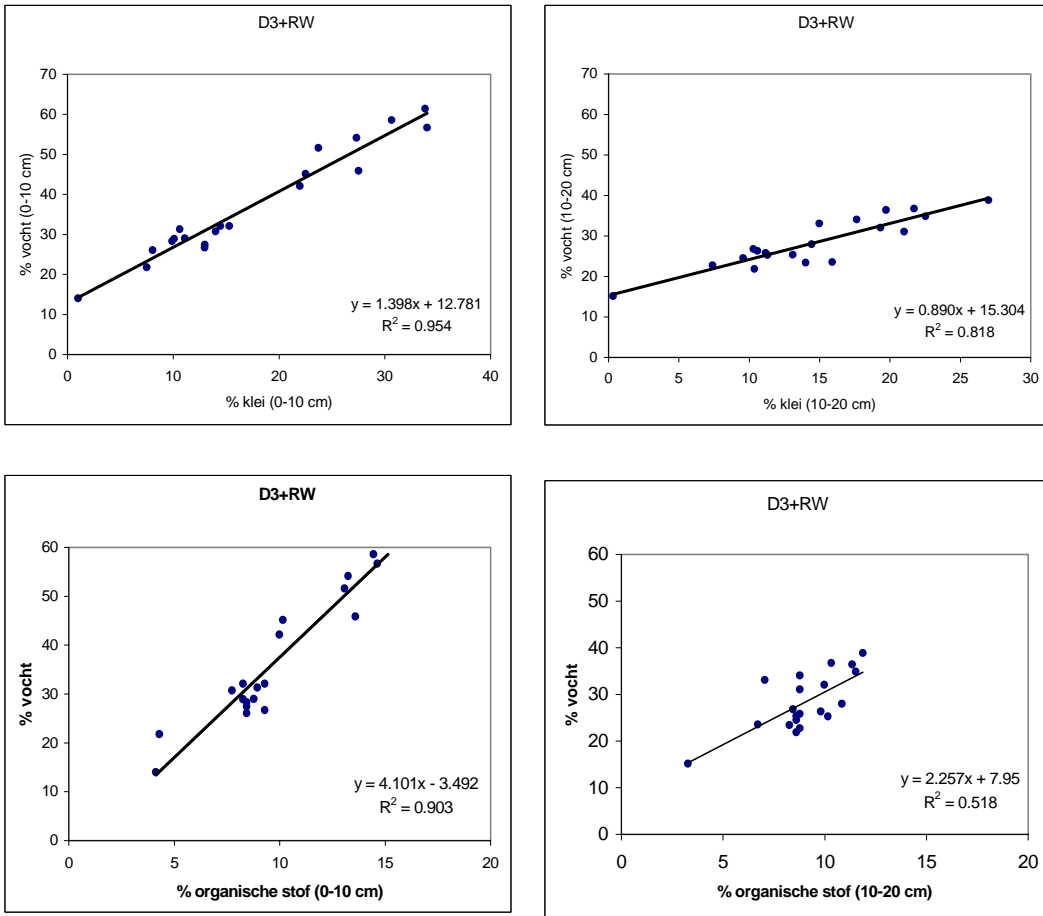 D3+RW
70
60
50
40
30
20
10
0
% vocht (0-10 cm)
y = 1.398x + 12.781
R² = 0.954
0 10 20 30 40
% klei (0-10 cm)
D3+RW
70
60
50
40
30
20
10
0
% vocht (10-20 cm)
y = 0.890x + 15.304
R² = 0.818
0 5 10 15 20 25 30
% klei (10-20 cm)
D3+RW
60
50
40
30
20
10
0
% vocht
y = 4.101x - 3.492
R² = 0.903
0 5 10 15 20
% organische stof (0-10 cm)
D3+RW
60
50
40
30
20
10
0
% vocht
y = 2.257x + 7.95
R² = 0.518
0 5 10 15 20
% organische stof (10-20 cm)